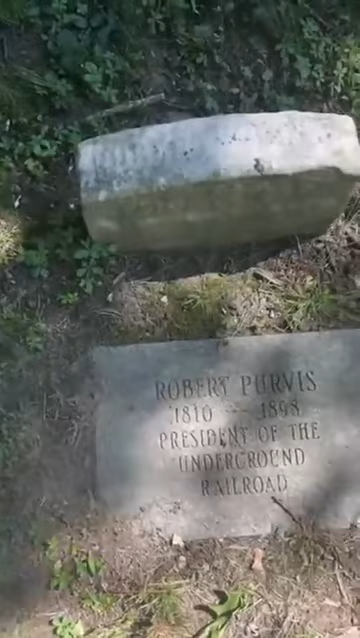 ROBERT PURVIS
1810 — 1898
PRESIDENT OF THE
UNDERGROUND
RAILROAD